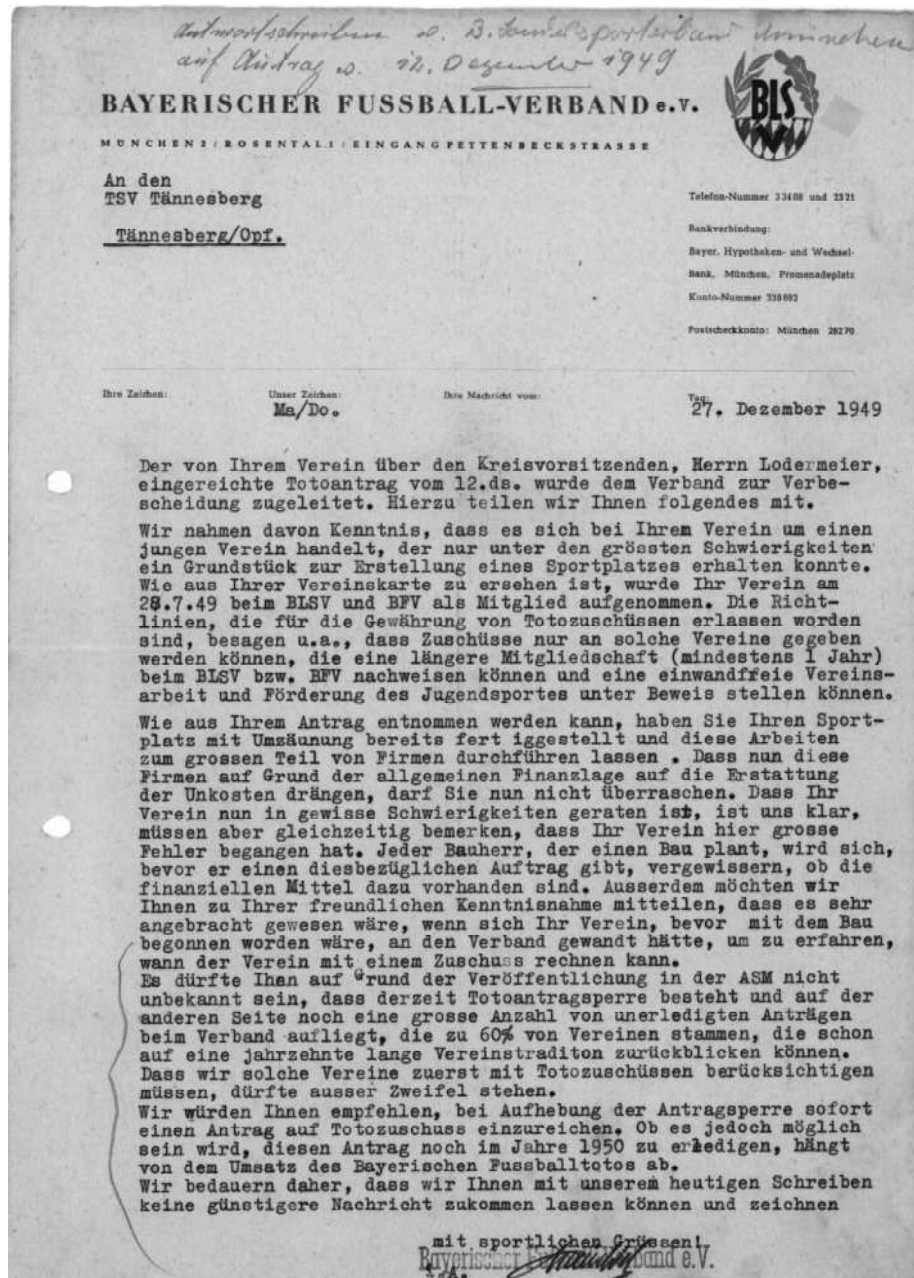 Antwortschreiben v. B. Landessportverband München
auf Antrag v. 12. Dezember 1949
BAYERISCHER FUSSBALL-VERBAND e.V.
BLS
V
MÜNCHEN 2 / ROSENTAL 1 / EINGANG PETTENBECKSTRASSE
An den
TSV Tännesberg
Tännesberg/Opf.
Telefon-Nummer 33408 und 2321
Bankverbindung:
Bayer. Hypotheken- und Wechsel-
Bank, München, Promenadeplatz
Konto-Nummer 339692
Postscheckkonto: München 28270
Ihre Zeichen: Unser Zeichen: Ihre Nachricht vom: Tag:
Ma/Do. 27. Dezember 1949
Der von Ihrem Verein über den Kreisvorsitzenden, Herrn Lodermeier,
eingereichte Totoantrag vom 12.ds. wurde dem Verband zur Verbe-
scheidung zugeleitet. Hierzu teilen wir Ihnen folgendes mit.
Wir nahmen davon Kenntnis, dass es sich bei Ihrem Verein um einen
jungen Verein handelt, der nur unter den grössten Schwierigkeiten
ein Grundstück zur Erstellung eines Sportplatzes erhalten konnte.
Wie aus Ihrer Vereinskarte zu ersehen ist, wurde Ihr Verein am
28.7.49 beim BLSV und BFV als Mitglied aufgenommen. Die Richt-
linien, die für die Gewährung von Totozuschüssen erlassen worden
sind, besagen u.a., dass Zuschüsse nur an solche Vereine gegeben
werden können, die eine längere Mitgliedschaft (mindestens 1 Jahr)
beim BLSV bzw. BFV nachweisen können und eine einwandfreie Vereins-
arbeit und Förderung des Jugendsportes unter Beweis stellen können.
Wie aus Ihrem Antrag entnommen werden kann, haben Sie Ihren Sport-
platz mit Umzäunung bereits fert iggestellt und diese Arbeiten
zum grossen Teil von Firmen durchführen lassen . Dass nun diese
Firmen auf Grund der allgemeinen Finanzlage auf die Erstattung
der Unkosten drängen, darf Sie nun nicht überraschen. Dass Ihr
Verein nun in gewisse Schwierigkeiten geraten ist, ist uns klar,
müssen aber gleichzeitig bemerken, dass Ihr Verein hier grosse
Fehler begangen hat. Jeder Bauherr, der einen Bau plant, wird sich,
bevor er einen diesbezüglichen Auftrag gibt, vergewissern, ob die
finanziellen Mittel dazu vorhanden sind. Ausserdem möchten wir
Ihnen zu Ihrer freundlichen Kenntnisnahme mitteilen, dass es sehr
angebracht gewesen wäre, wenn sich Ihr Verein, bevor mit dem Bau
begonnen worden wäre, an den Verband gewandt hätte, um zu erfahren,
wann der Verein mit einem Zuschuss rechnen kann.
Es dürfte Ihen auf Grund der Veröffentlichung in der ASM nicht
unbekannt sein, dass derzeit Totoantragsperre besteht und auf der
anderen Seite noch eine grosse Anzahl von unerledigten Anträgen
beim Verband aufliegt, die zu 60% von Vereinen stammen, die schon
auf eine jahrzehnte lange Vereinstraditon zurückblicken können.
Dass wir solche Vereine zuerst mit Totozuschüssen berücksichtigen
müssen, dürfte ausser Zweifel stehen.
Wir würden Ihnen empfehlen, bei Aufhebung der Antragsperre sofort
einen Antrag auf Totozuschuss einzureichen. Ob es jedoch möglich
sein wird, diesen Antrag noch im Jahre 1950 zu erledigen, hängt
von dem Umsatz des Bayerischen Fussballtotos ab.
Wir bedauern daher, dass wir Ihnen mit unserem heutigen Schreiben
keine günstigere Nachricht zukommen lassen können und zeichnen
mit sportlichen Grüssen!
Bayerischer e.V.
i.A.